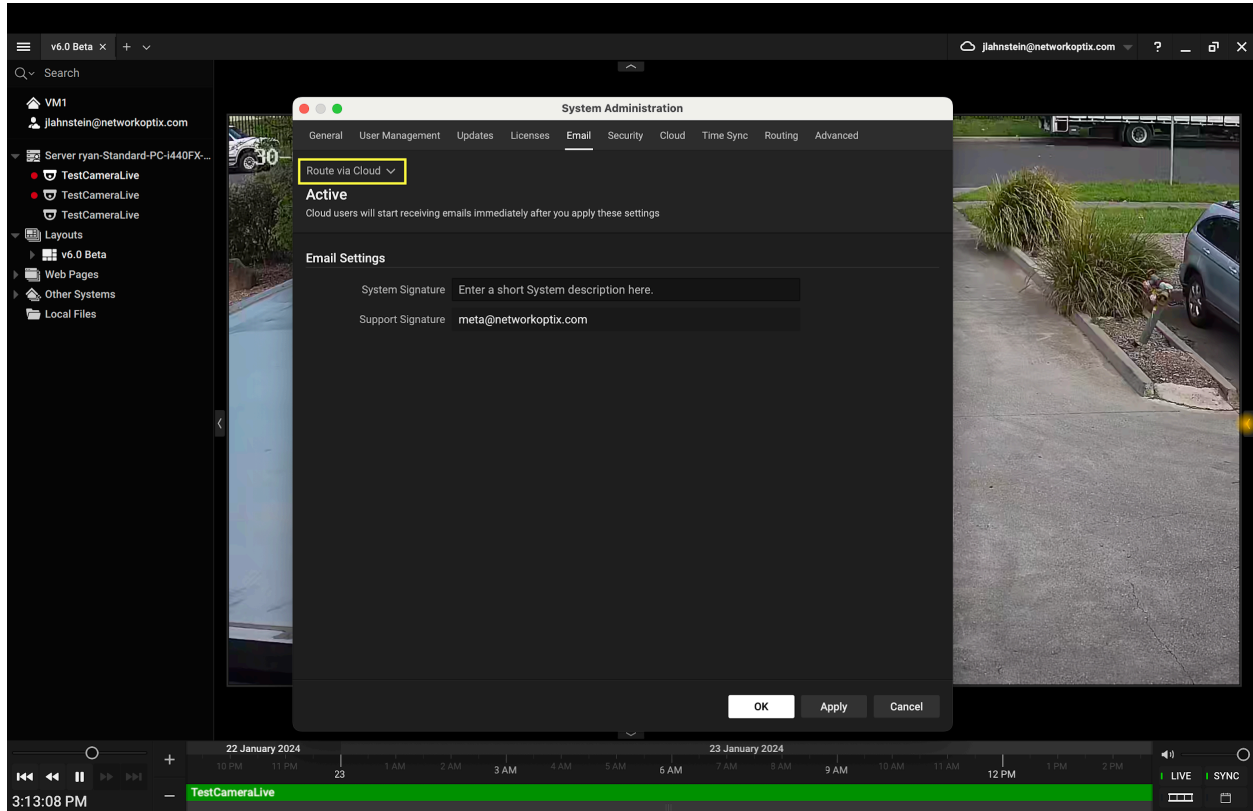 v6.0 Beta
jlahnstein@networkoptix.com
?
Search
VM1
jlahnstein@networkoptix.com
Server ryan-Standard-PC-i440FX-...
TestCameraLive
TestCameraLive
TestCameraLive
Layouts
v6.0 Beta
Web Pages
Other Systems
Local Files
30-
System Administration
General User Management Updates Licenses Email Security Cloud Time Sync Routing Advanced
Route via Cloud
Active
Cloud users will start receiving emails immediately after you apply these settings
Email Settings
System Signature Enter a short System description here.
Support Signature meta@networkoptix.com
OK Apply Cancel
22 January 2024 23 January 2024
10 PM 11 PM 23 1 AM 2 AM 3 AM 4 AM 5 AM 6 AM 7 AM 8 AM 9 AM 10 AM 11 AM 12 PM 1 PM 2 PM
LIVE SYNC
3:13:08 PM
TestCameraLive